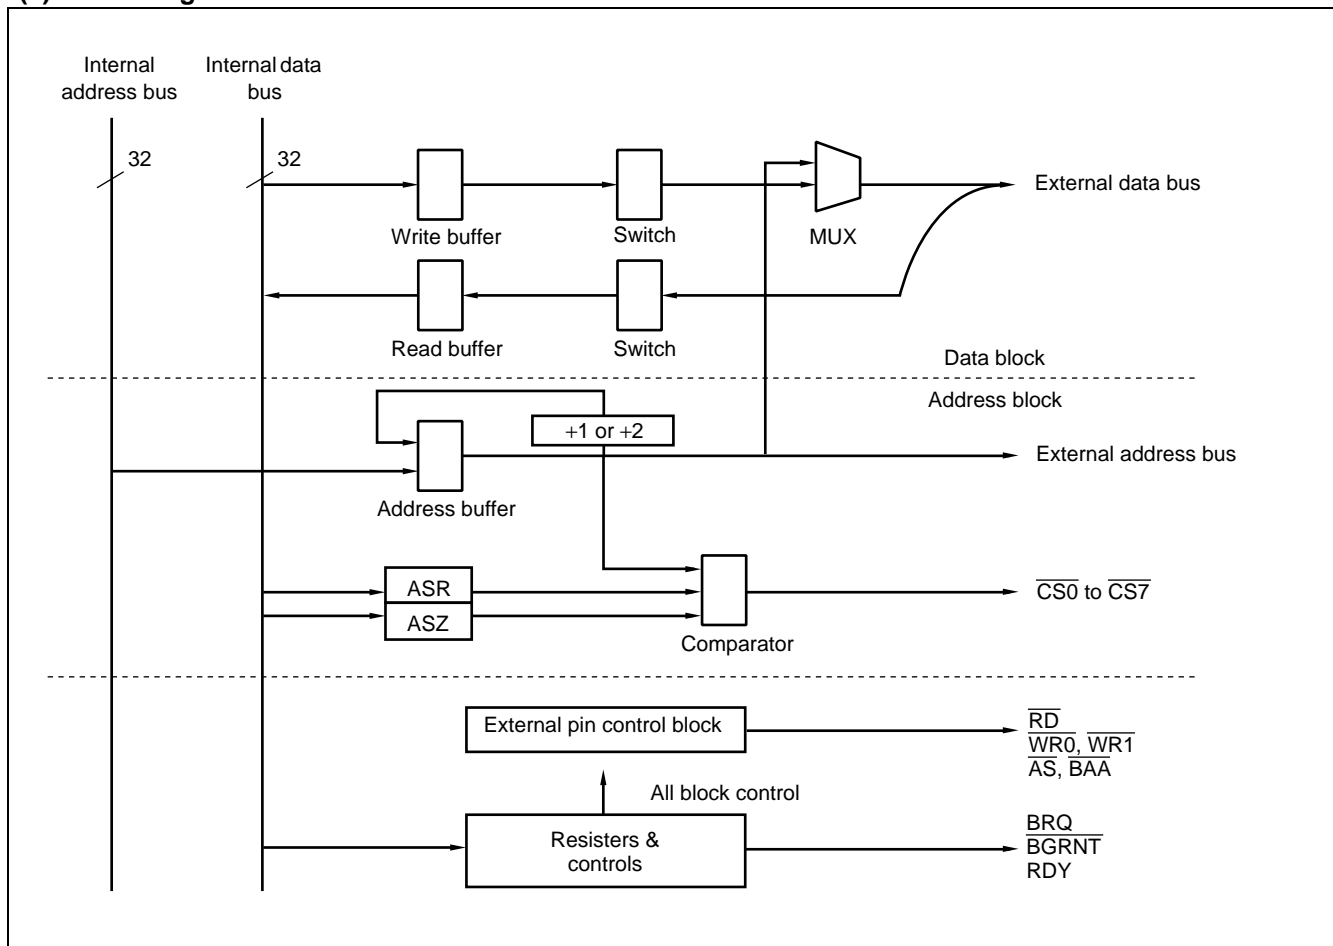 Internal
address bus
Internal data
bus
32
32
External data bus
Write buffer
Switch
MUX
Read buffer
Switch
Data block
Address block
+1 or +2
External address bus
Address buffer
ASR
CS0 to CS7
ASZ
Comparator
External pin control block
RD
WR0, WR1
AS, BAA
All block control
Resisters &
controls
BRQ
BGRNT
RDY